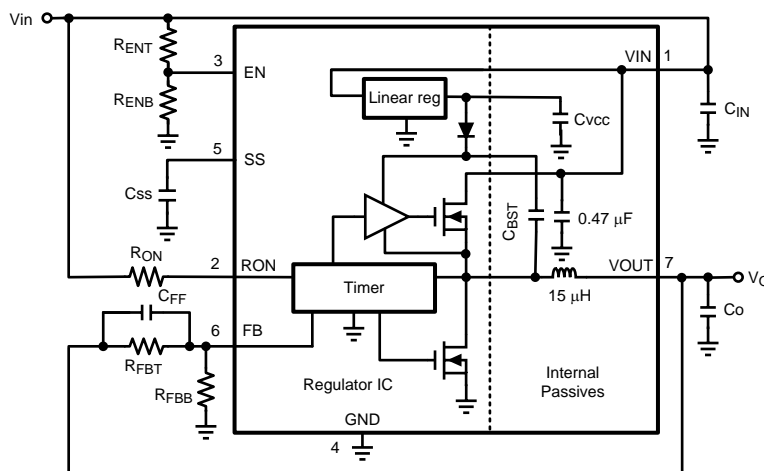 Vin
RENT
3
EN
VIN
1
RENB
Linear reg
CVCC
CIN
5
SS
Css
CBST
0.47 µF
RON
2
RON
VOUT
7
VO
Timer
15 µH
CFF
Co
6
FB
RFBT
RFBB
Regulator IC
Internal
Passives
GND
4